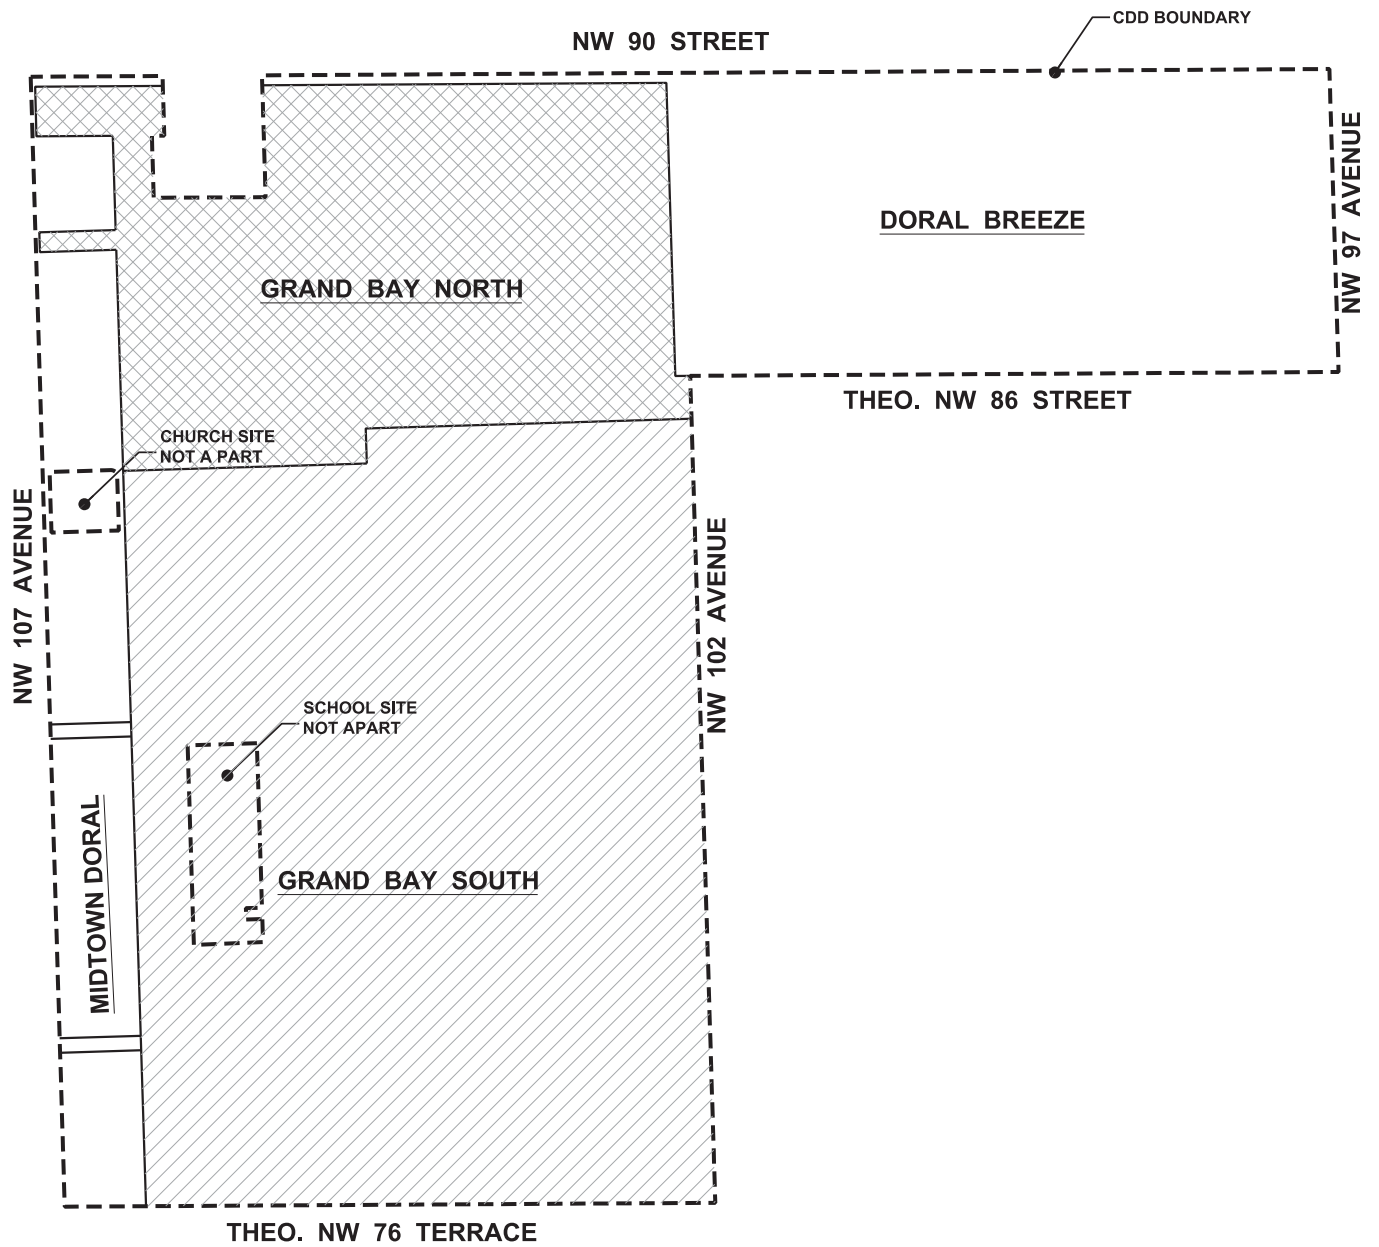 CDD BOUNDARY
NW 90 STREET
NW 97 AVENUE
DORAL BREEZE
GRAND BAY NORTH
THEO. NW 86 STREET
CHURCH SITE
NOT A PART
NW 107 AVENUE
NW 102 AVENUE
SCHOOL SITE
NOT APART
MIDTOWN DORAL
GRAND BAY SOUTH
THEO. NW 76 TERRACE